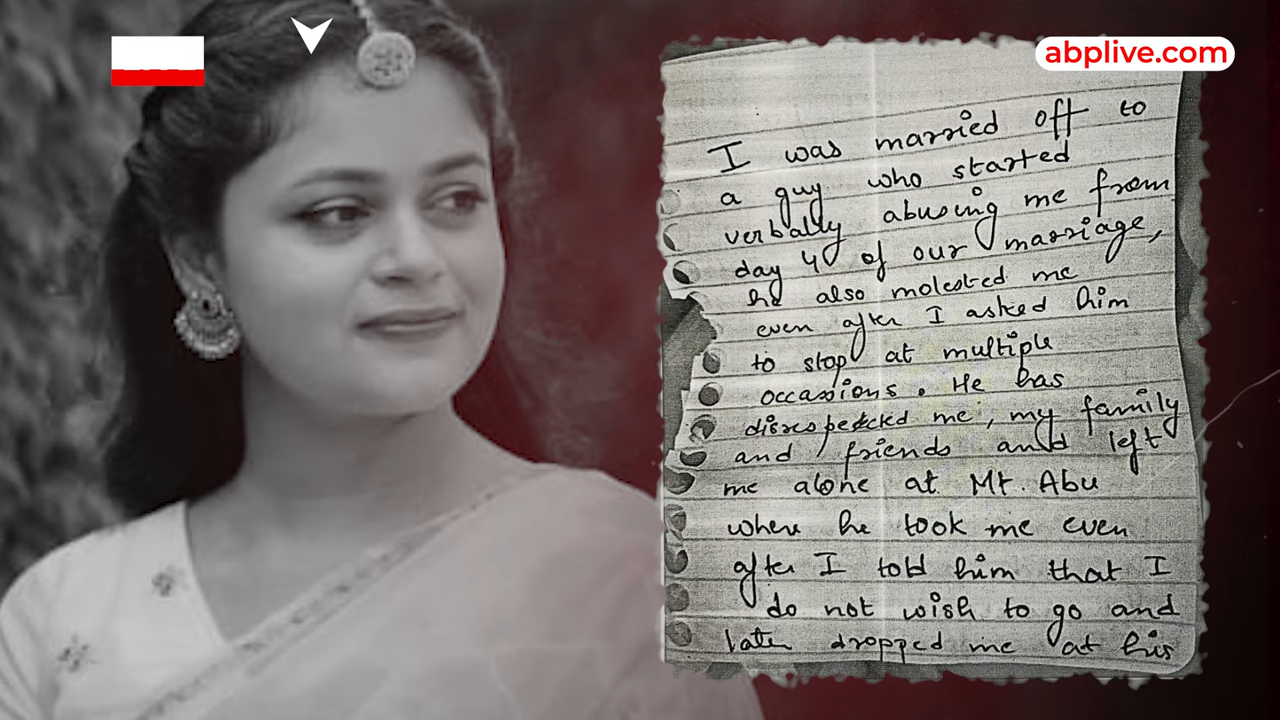 abplive.com
I was married off to
a guy who started
verbally abusing me from
day 4 of our marriage,
he also molested me
even after I asked him
to stop at multiple
occassions. He has
disrespected me, my family
and friends and left
me alone at Mt. Abu
where he took me even
after I told him that I
do not wish to go and
later dropped me at his